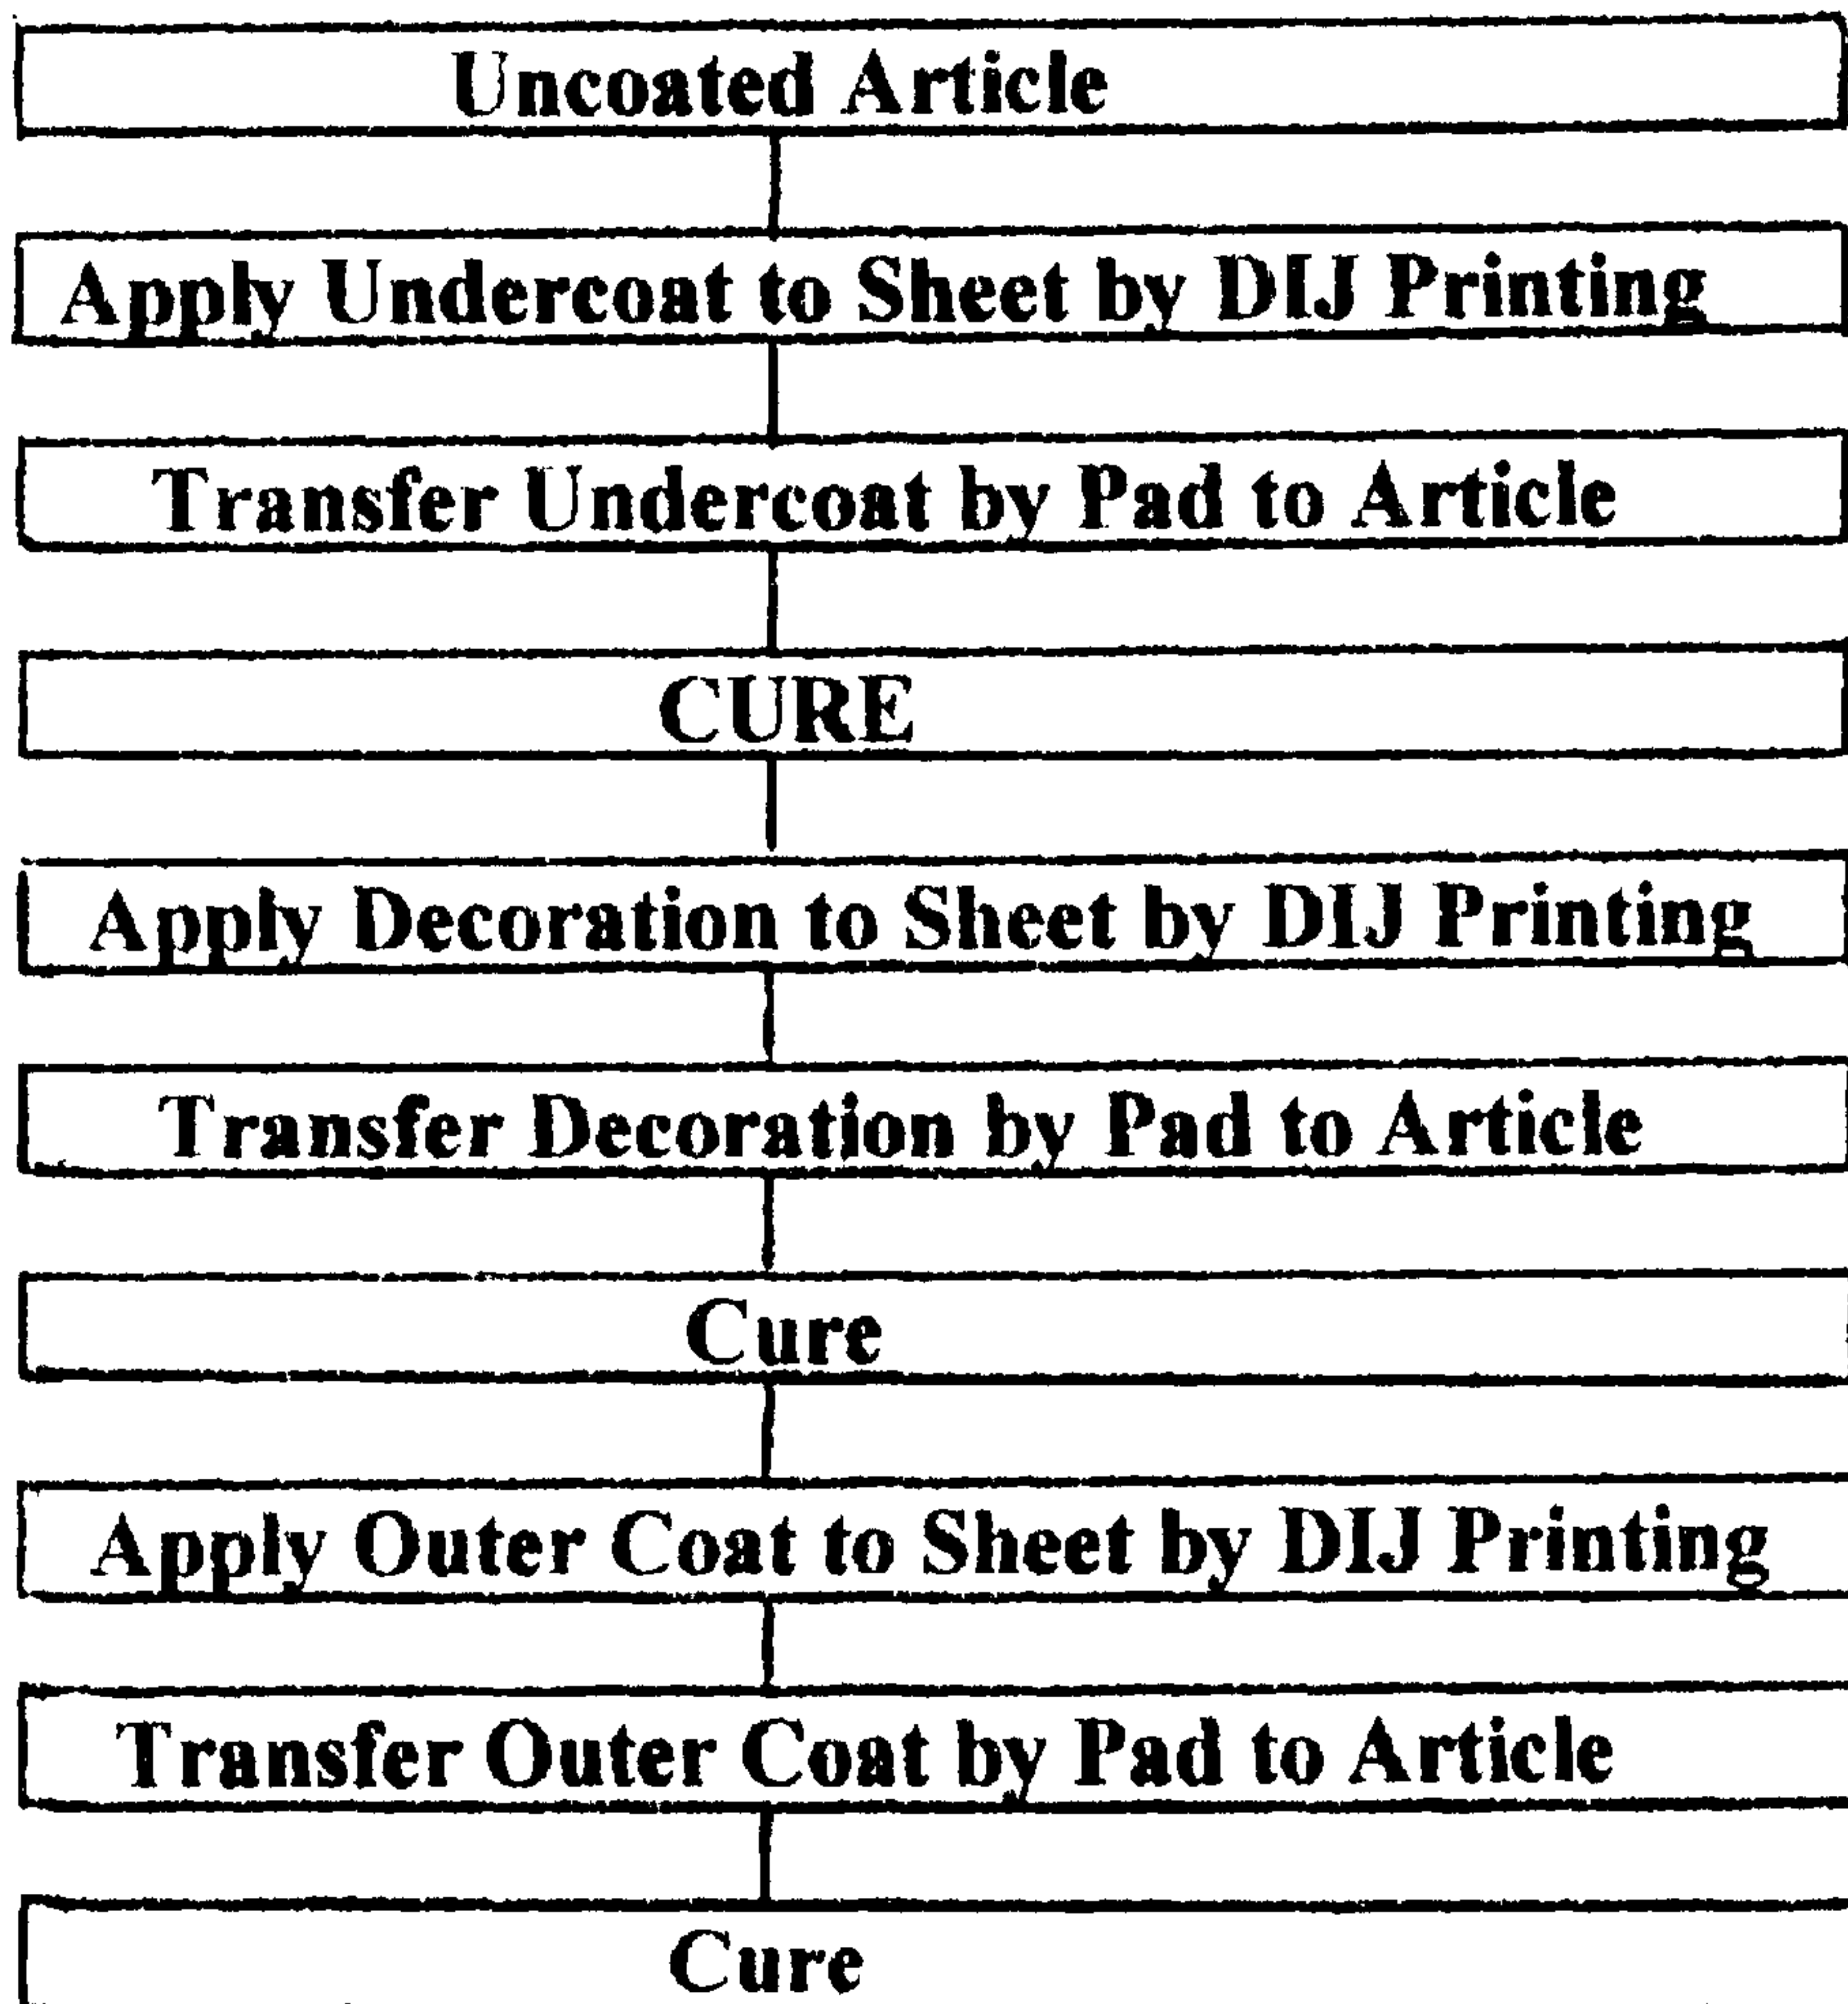 Uncoated Article
Apply Undercoat to Sheet by DIJ Printing
Transfer Undercoat by Pad to Article
CURE
Apply Decoration to Sheet by DIJ Printing
Transfer Decoration by Pad to Article
Cure
Apply Outer Coat to Sheet by DIJ Printing
Transfer Outer Coat by Pad to Article
Cure